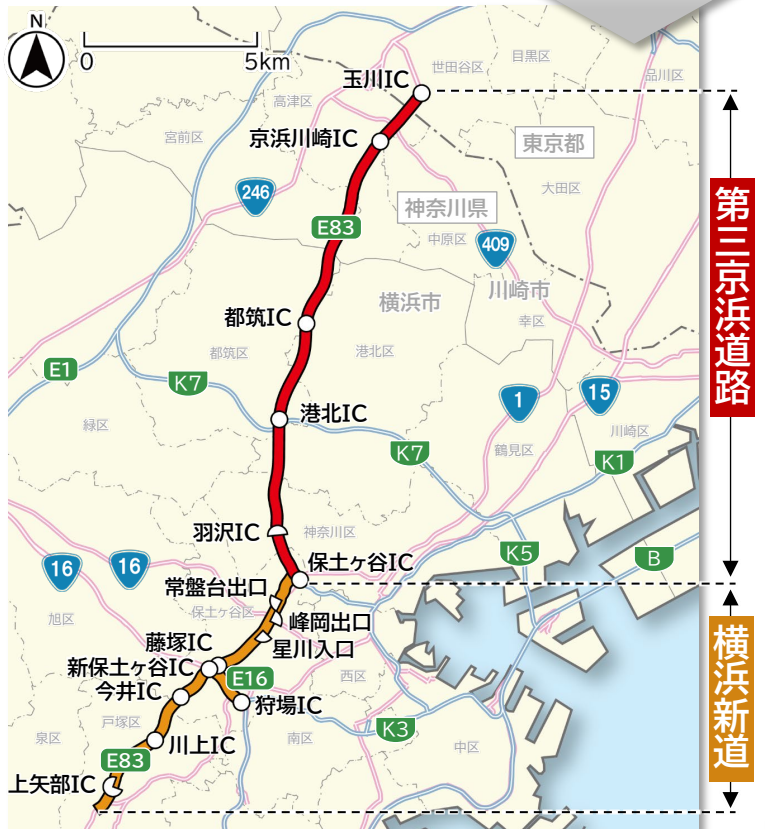 N
0
5km
世田谷区
目黒区
玉川IC
品川区
高津区
宮前区
京浜川崎IC
東京都
246
神奈川県
大田区
E83
中原区
409
第三京浜道路
横浜市
川崎市
都筑IC
幸区
都筑区
港北区
E1
K7
1
15
港北IC
緑区
K7
鶴見区
川崎区
K1
羽沢IC
神奈川区
K5
B
16
16
保土ヶ谷IC
常盤台出口
旭区
保土ヶ谷区
峰岡出口
藤塚IC
星川入口
新保土ヶ谷IC
E16
西区
今井IC
狩場IC
横浜新道
戸塚区
泉区
K3
川上IC
南区
中区
E83
上矢部IC